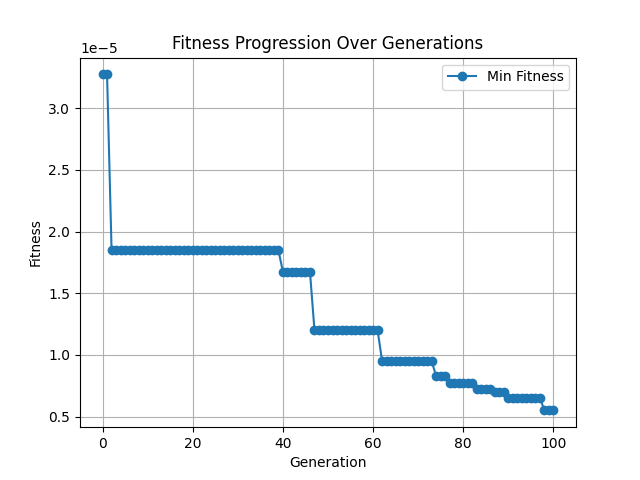 Fitness Progression Over Generations
1e−5
Min Fitness
3.0
2.5
2.0
1.5
1.0
0.5
Fitness
0 20 40 60 80 100
Generation